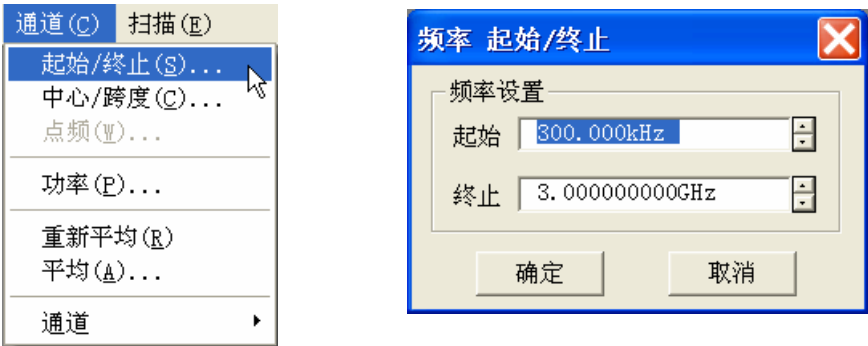 通道(C) 扫描(E)
起始/终止(S)...
中心/跨度(C)...
点频(W)...
功率(P)...
重新平均(R)
平均(A)...
通道
频率 起始/终止
频率设置
起始 300.000kHz
终止 3.000000000GHz
确定 取消